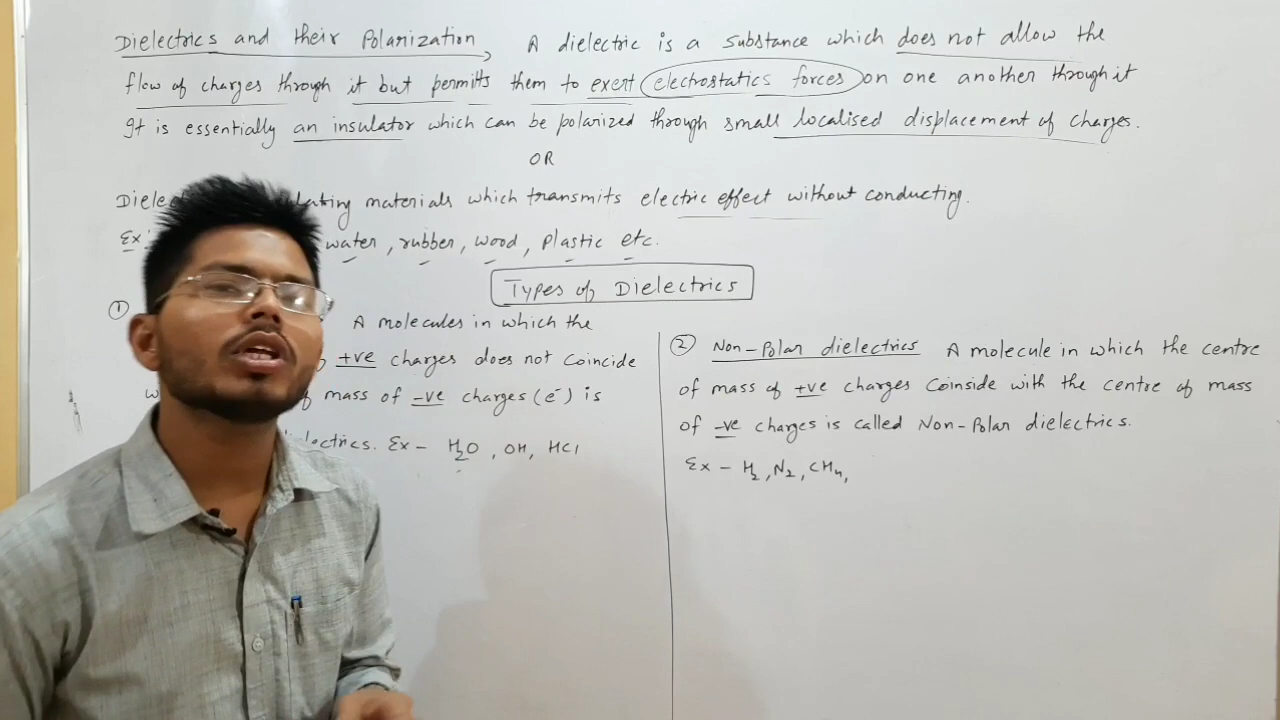 Dielectrics and their Polarization A dielectric is a substance which does not allow the
flow of charges through it but permitts them to exert electrostatics forces on one another through it
It is essentially an insulator which can be polarized through small localised displacement of charges.
OR
materials which transmits electric effect without conducting.
Ex water, rubber, wood, plastic etc.
Types of Dielectrics
① A molecules in which the
+ve charges does not coincide
of mass of -ve charges (e⁻) is
Ex - H₂O, OH, HCl
② Non-Polar dielectrics A molecule in which the centre
of mass of +ve charges Coinside with the centre of mass
of -ve charges is called Non-Polar dielectrics.
Ex - H₂, N₂, CH₄,